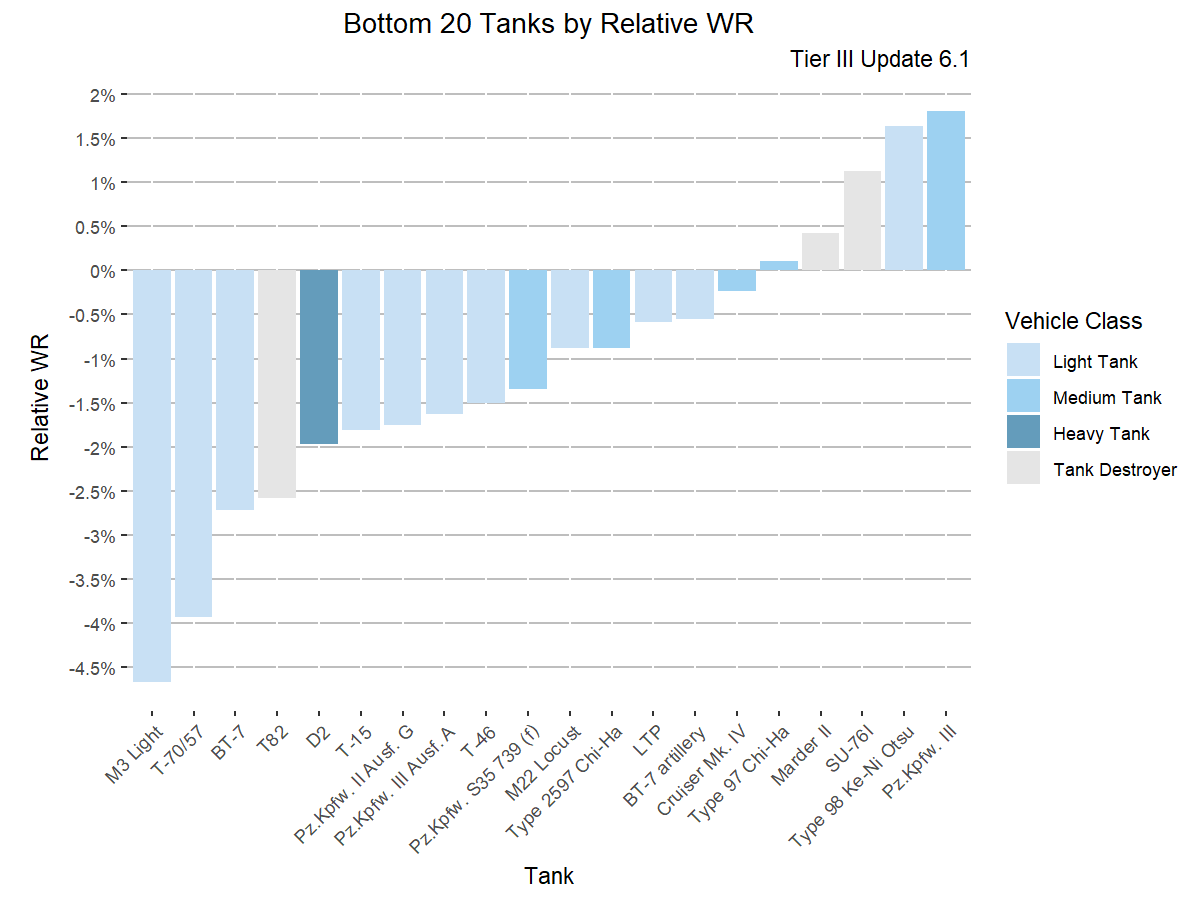 Bottom 20 Tanks by Relative WR
Tier III Update 6.1
2%
1.5%
1%
0.5%
0%
-0.5%
-1%
-1.5%
-2%
-2.5%
-3%
-3.5%
-4%
-4.5%
Relative WR
M3 Light
T-70/57
BT-7
T82
D2
T-15
Pz.Kpfw. II Ausf. G
Pz.Kpfw. III Ausf. A
T-46
Pz.Kpfw. S35 739 (f)
M22 Locust
Type 2597 Chi-Ha
LTP
BT-7 artillery
Cruiser Mk. IV
Type 97 Chi-Ha
Marder II
SU-76I
Type 98 Ke-Ni Otsu
Pz.Kpfw. III
Tank
Vehicle Class
Light Tank
Medium Tank
Heavy Tank
Tank Destroyer